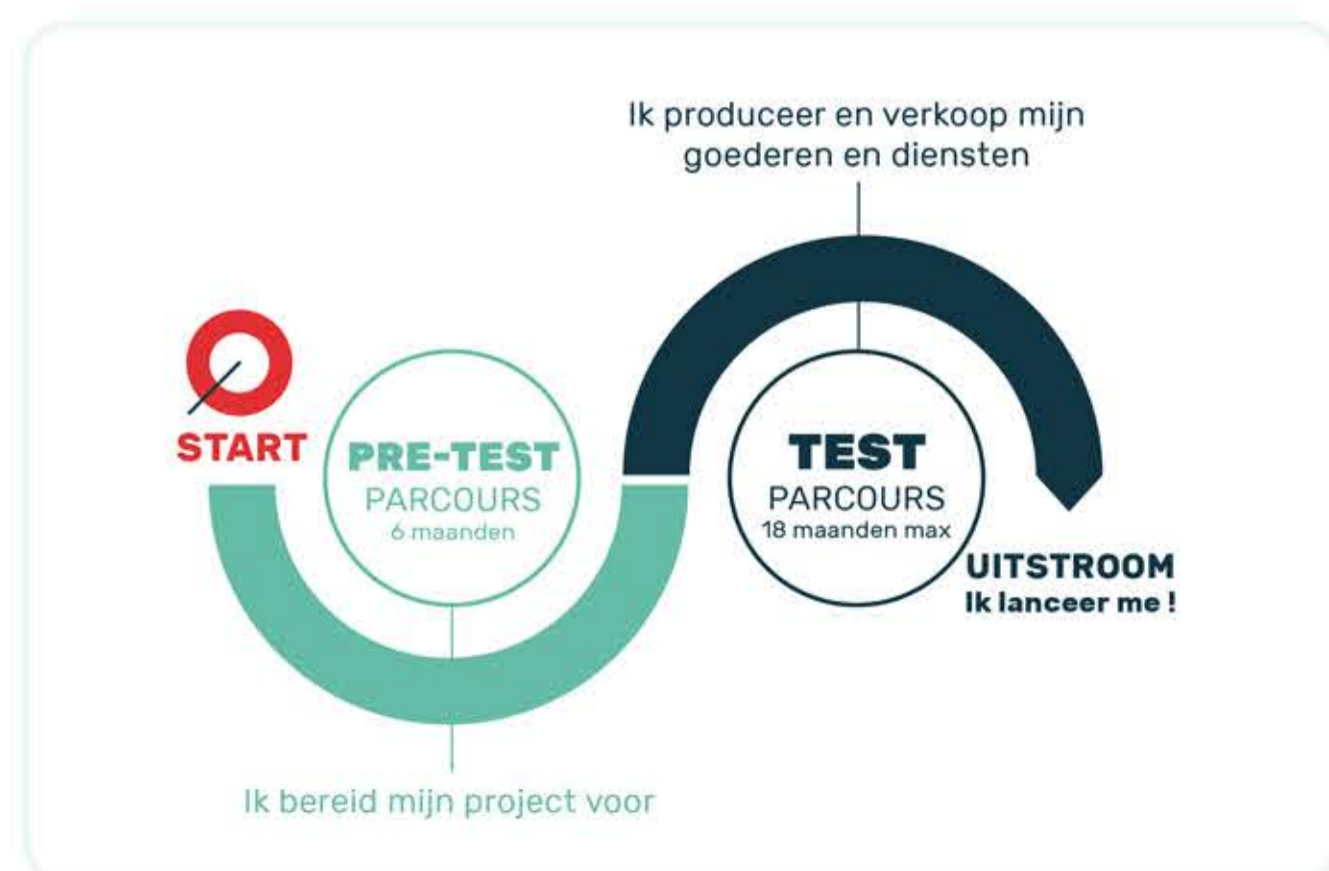 Ik produceer en verkoop mijn
goederen en diensten
START
PRE-TEST
PARCOURS
6 maanden
TEST
PARCOURS
18 maanden max
UITSTROOM
Ik lanceer me !
Ik bereid mijn project voor